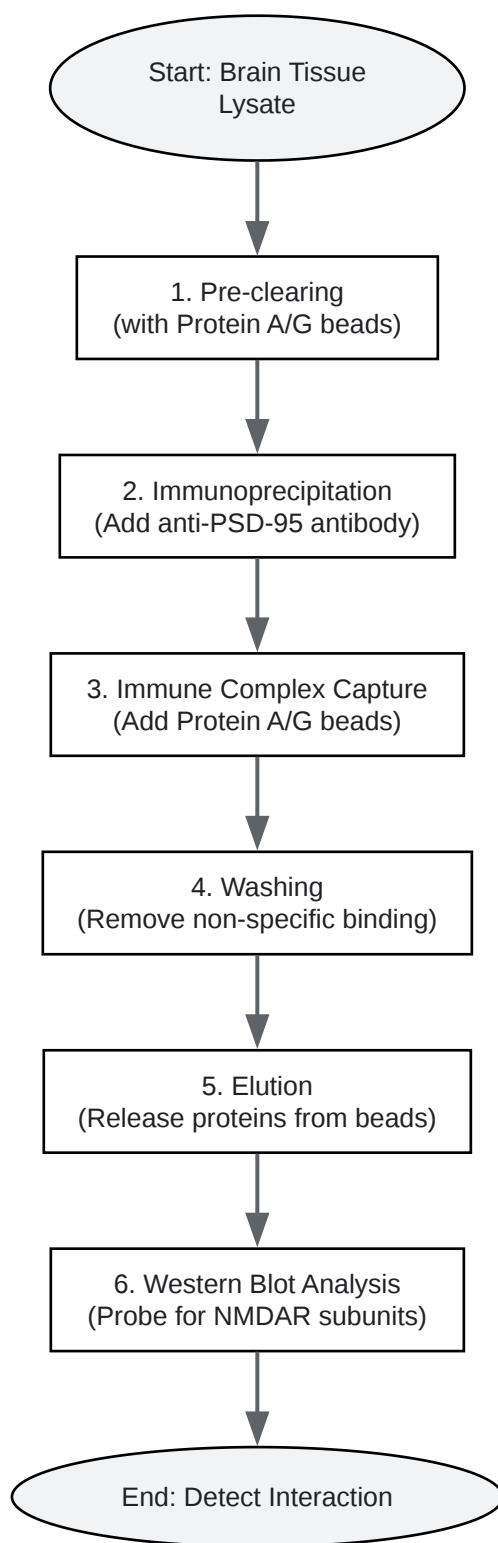 Start: Brain Tissue
Lysate
1. Pre-clearing
(with Protein A/G beads)
2. Immunoprecipitation
(Add anti-PSD-95 antibody)
3. Immune Complex Capture
(Add Protein A/G beads)
4. Washing
(Remove non-specific binding)
5. Elution
(Release proteins from beads)
6. Western Blot Analysis
(Probe for NMDAR subunits)
End: Detect Interaction